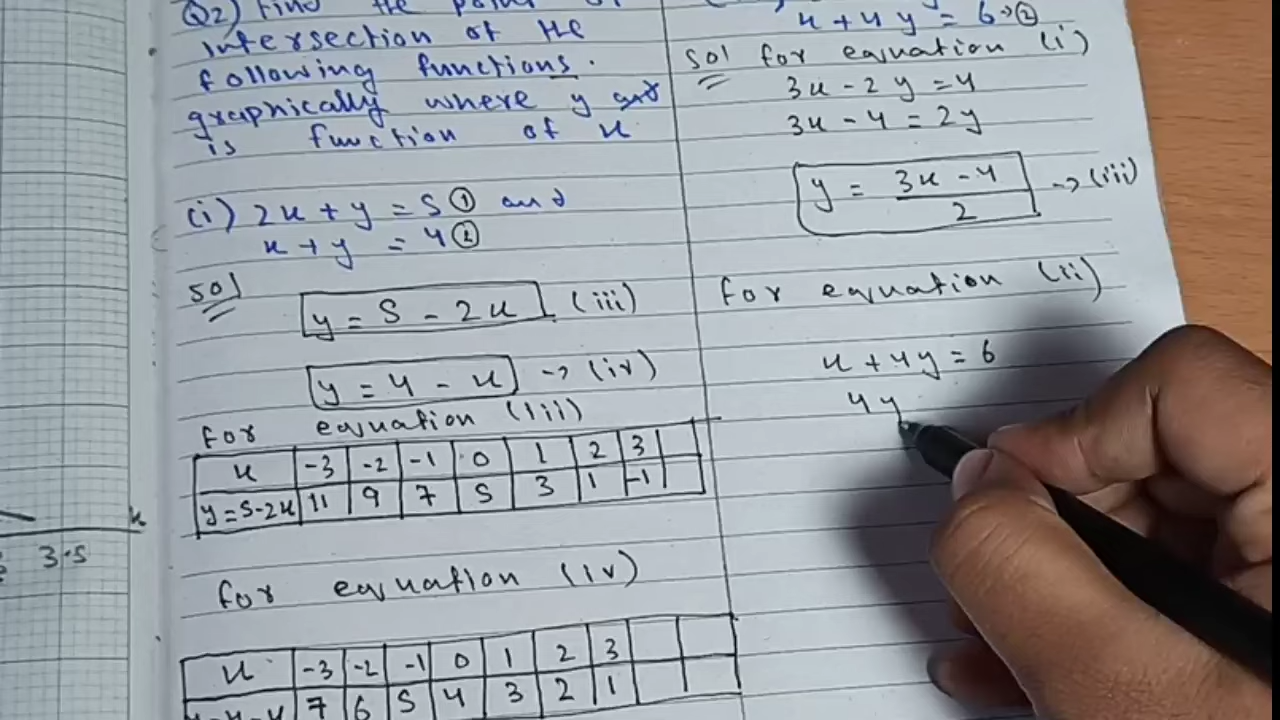 Q2) Find the point of
intersection of the
following functions.
graphically where y
is function of x
(i) 2x + y = 5 ① and
x + y = 4 ②
Sol
y = 5 - 2x (iii)
y = 4 - x → (iv)
for equation (iii)
x -3 -2 -1 0 1 2 3
y=5-2x 11 9 7 5 3 1 -1
for equation (iv)
x -3 -2 -1 0 1 2 3
7 6 5 4 3 2 1
x + 4y = 6 → ②
Sol for equation (i)
3x - 2y = 4
3x - 4 = 2y
y = 3x - 4 / 2 → (iii)
for equation (ii)
x + 4y = 6
4y
x
3.5